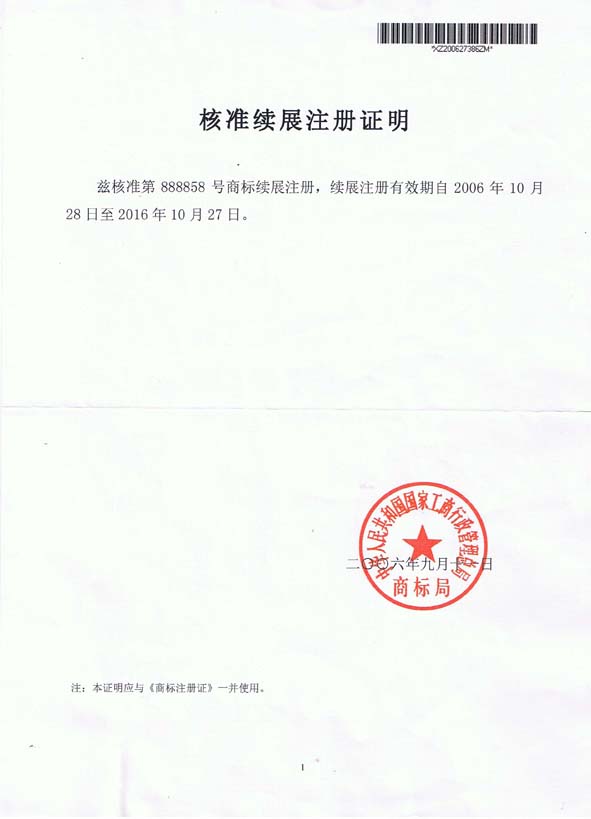 *XZ200627386ZM*
核准续展注册证明
兹核准第 888858 号商标续展注册，续展注册有效期自 2006 年 10 月
28 日至 2016 年 10 月 27 日。
中华人民共和国国家工商行政管理总局
二〇〇六年九月十一日
商标局
注：本证明应与《商标注册证》一并使用。
1